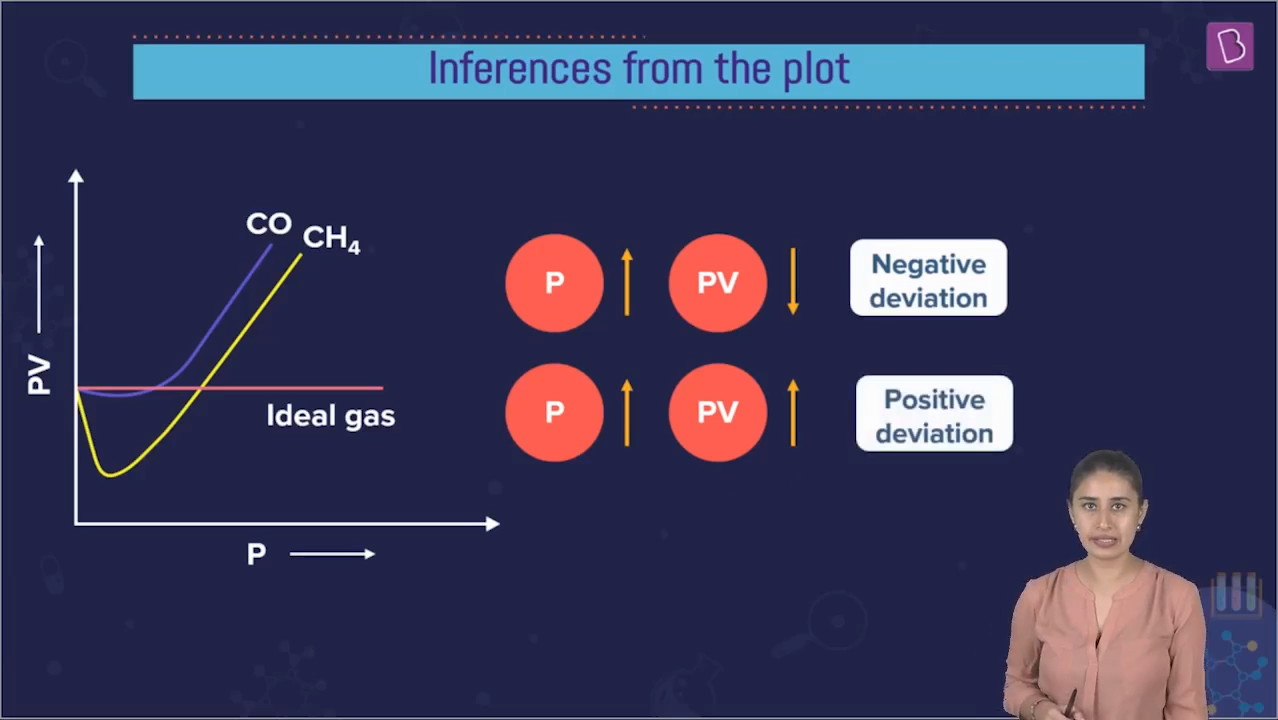 Inferences from the plot
B
CO
CH₄
PV
Ideal gas
P
P
PV
Negative
deviation
P
PV
Positive
deviation